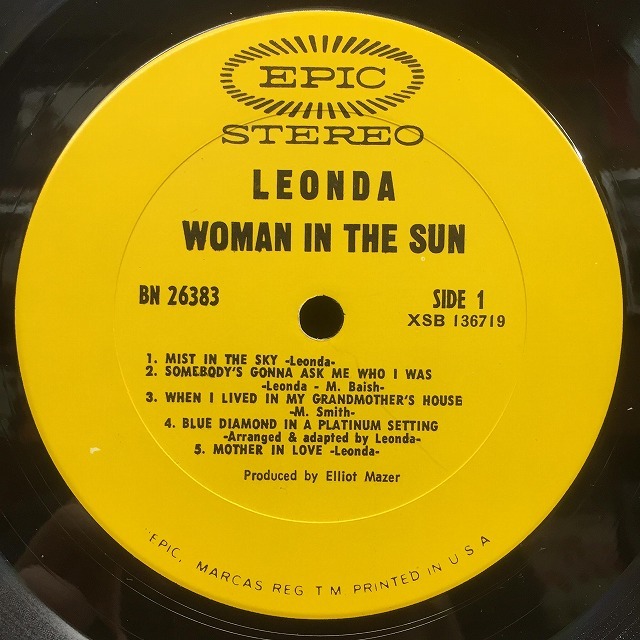 EPIC
STEREO
LEONDA
WOMAN IN THE SUN
BN 26383
SIDE 1
XSB 136719
1. MIST IN THE SKY -Leonda-
2. SOMEBODY'S GONNA ASK ME WHO I WAS
-Leonda - M. Baish-
3. WHEN I LIVED IN MY GRANDMOTHER'S HOUSE
-M. Smith-
4. BLUE DIAMOND IN A PLATINUM SETTING
-Arranged & adapted by Leonda-
5. MOTHER IN LOVE -Leonda-
Produced by Elliot Mazer
"EPIC, MARCAS REG T M PRINTED IN U S A